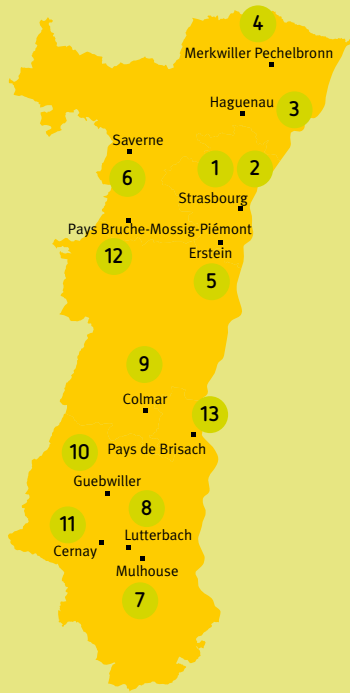 4
Merkwiller Pechelbronn
Haguenau
3
Saverne
1
2
6
Strasbourg
Pays Bruche-Mossig-Piémont
12
Erstein
5
9
Colmar
13
10
Pays de Brisach
Guebwiller
8
11
Lutterbach
Cernay
Mulhouse
7